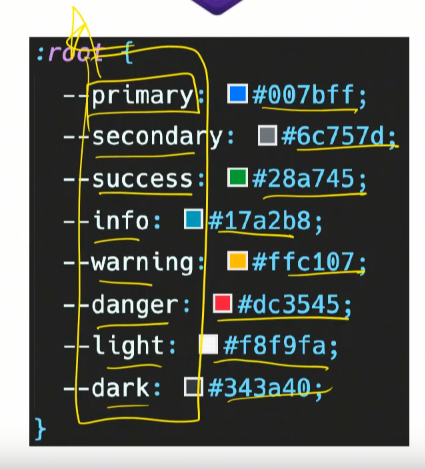 :root {
--primary: #007bff;
--secondary: #6c757d;
--success: #28a745;
--info: #17a2b8;
--warning: #ffc107;
--danger: #dc3545;
--light: #f8f9fa;
--dark: #343a40;
}